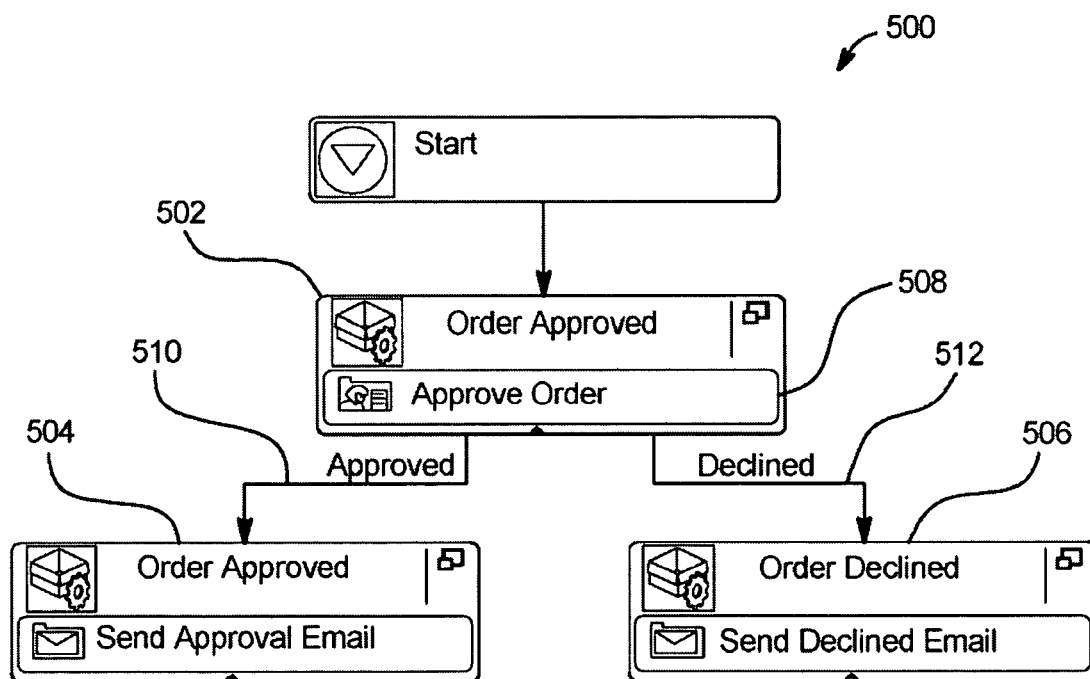 500
Start
502
Order Approved
508
Approve Order
510
512
504
Approved
Declined
506
Order Approved
Order Declined
Send Approval Email
Send Declined Email